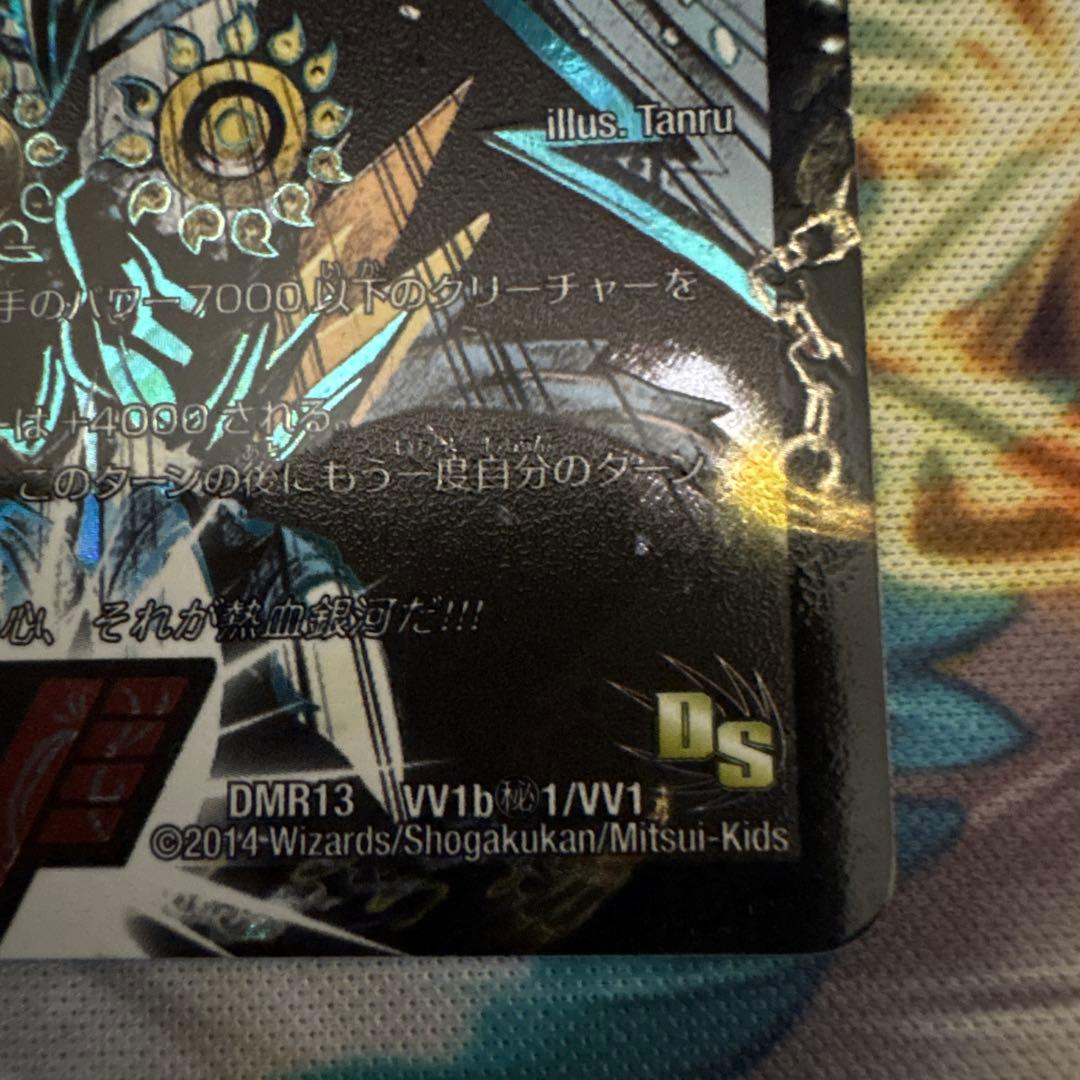 illus. Tanru
手のパワー7000以下のクリーチャーを
ーは+4000される。
このターンの後にもう一度自分のターン
心、それが熱血銀河だ!!!
DS
DMR13 VV1b㊙1/VV1
©2014 Wizards/Shogakukan/Mitsui-Kids